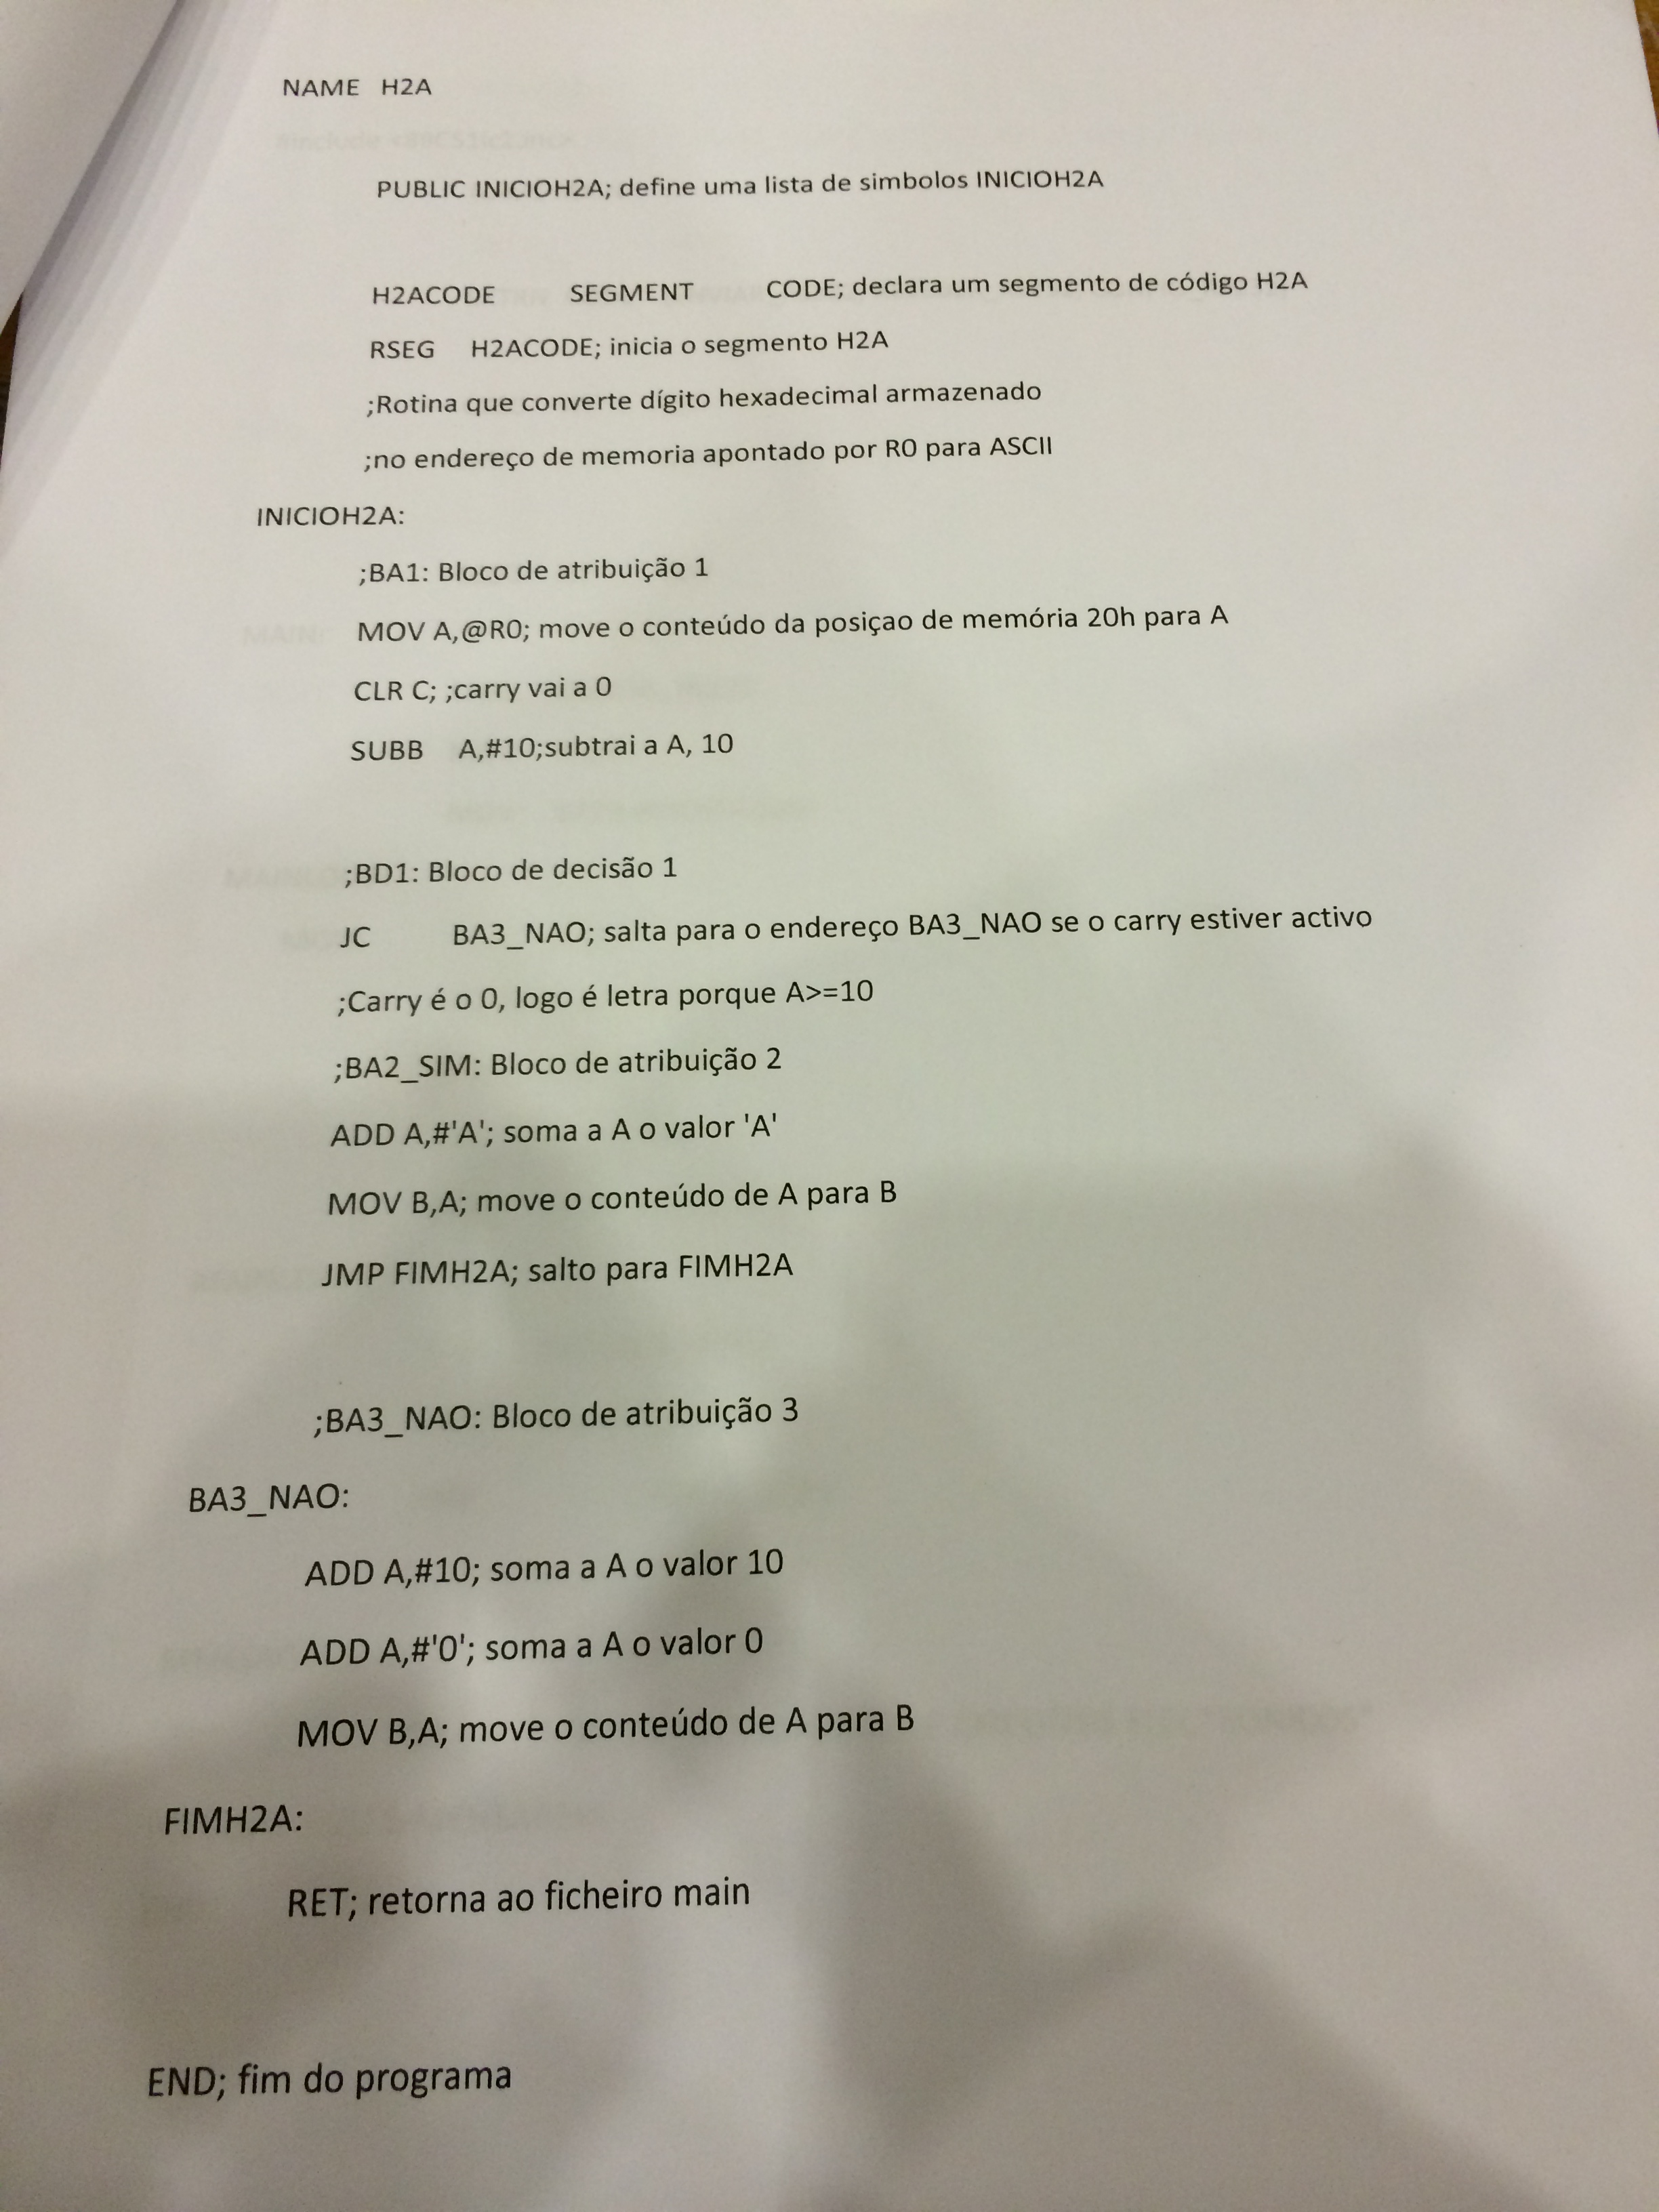 NAME H2A
PUBLIC INICIOH2A; define uma lista de simbolos INICIOH2A
H2ACODE SEGMENT CODE; declara um segmento de código H2A
RSEG H2ACODE; inicia o segmento H2A
;Rotina que converte dígito hexadecimal armazenado
;no endereço de memoria apontado por R0 para ASCII
INICIOH2A:
;BA1: Bloco de atribuição 1
MOV A,@R0; move o conteúdo da posiçao de memória 20h para A
CLR C; ;carry vai a 0
SUBB A,#10;subtrai a A, 10
;BD1: Bloco de decisão 1
JC BA3_NAO; salta para o endereço BA3_NAO se o carry estiver activo
;Carry é o 0, logo é letra porque A>=10
;BA2_SIM: Bloco de atribuição 2
ADD A,#'A'; soma a A o valor 'A'
MOV B,A; move o conteúdo de A para B
JMP FIMH2A; salto para FIMH2A
;BA3_NAO: Bloco de atribuição 3
BA3_NAO:
ADD A,#10; soma a A o valor 10
ADD A,#'0'; soma a A o valor 0
MOV B,A; move o conteúdo de A para B
FIMH2A:
RET; retorna ao ficheiro main
END; fim do programa